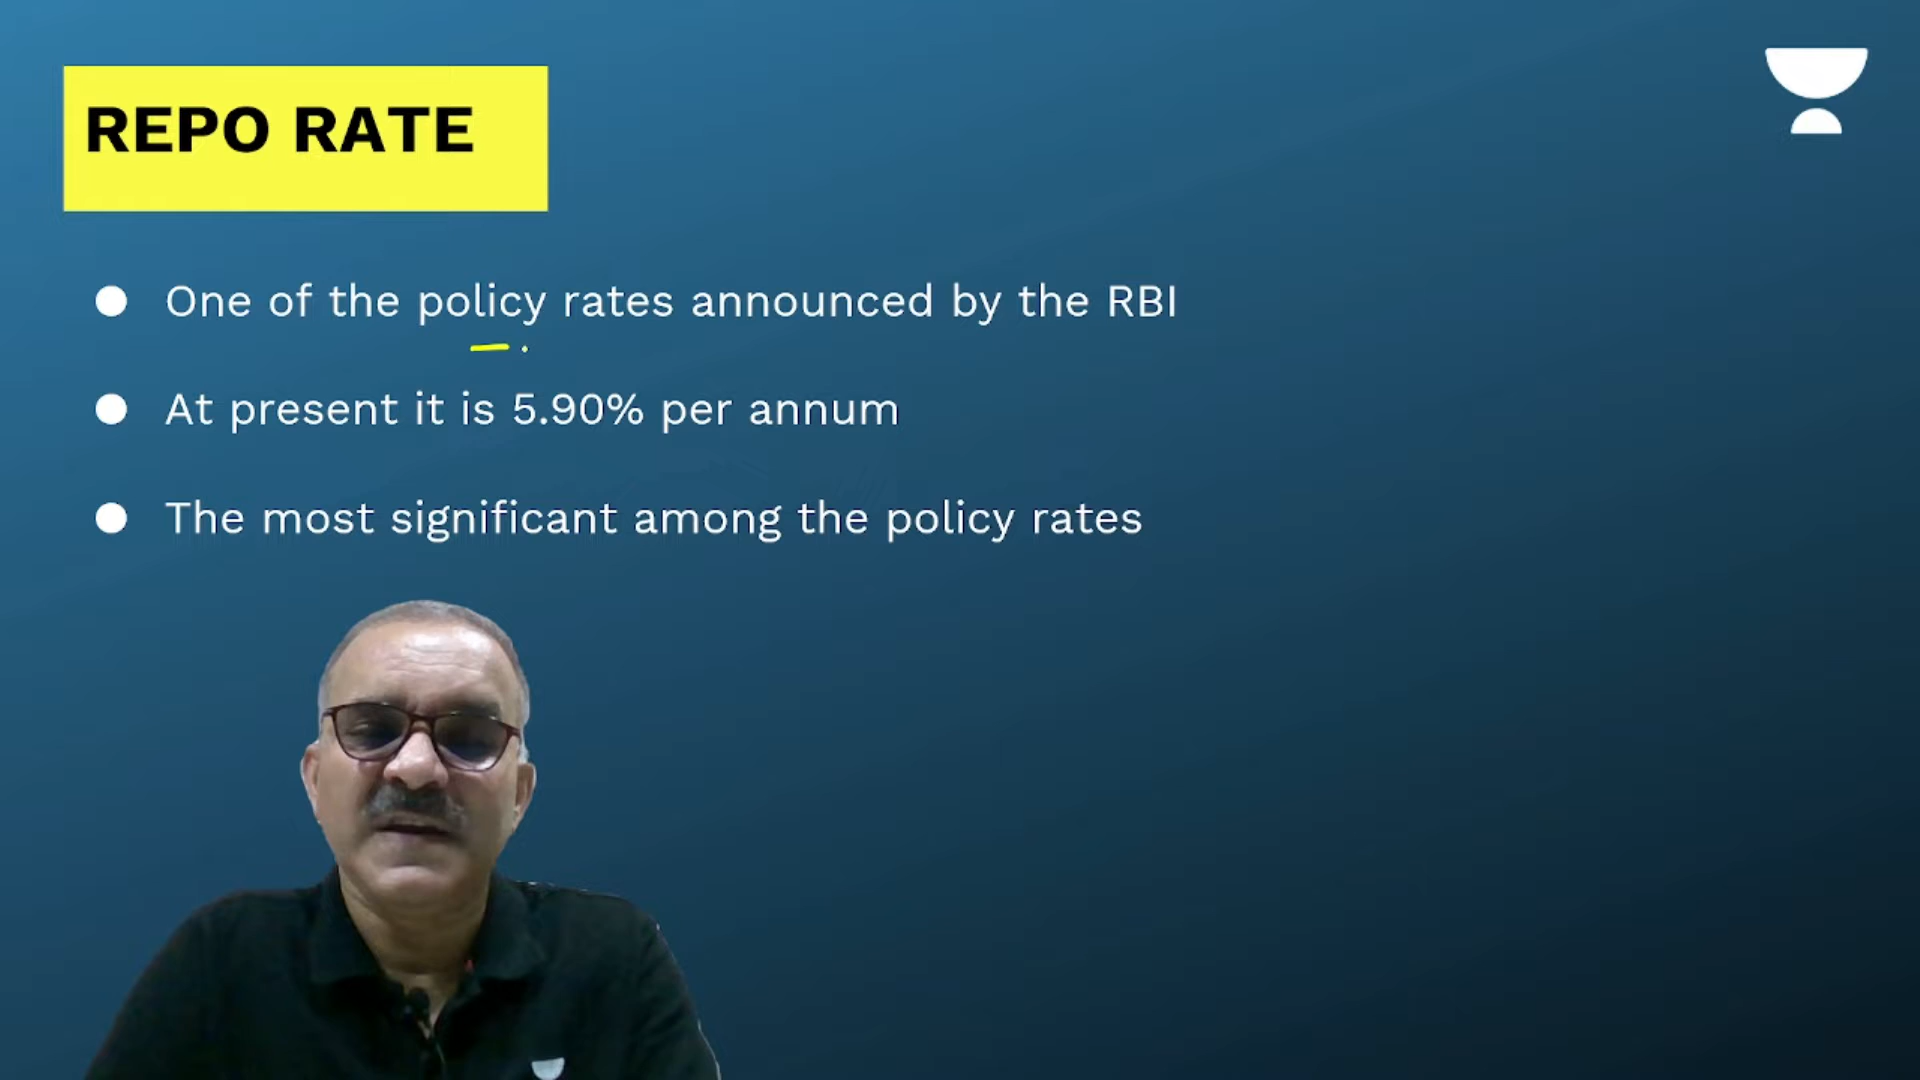 REPO RATE
One of the policy rates announced by the RBI
At present it is 5.90% per annum
The most significant among the policy rates